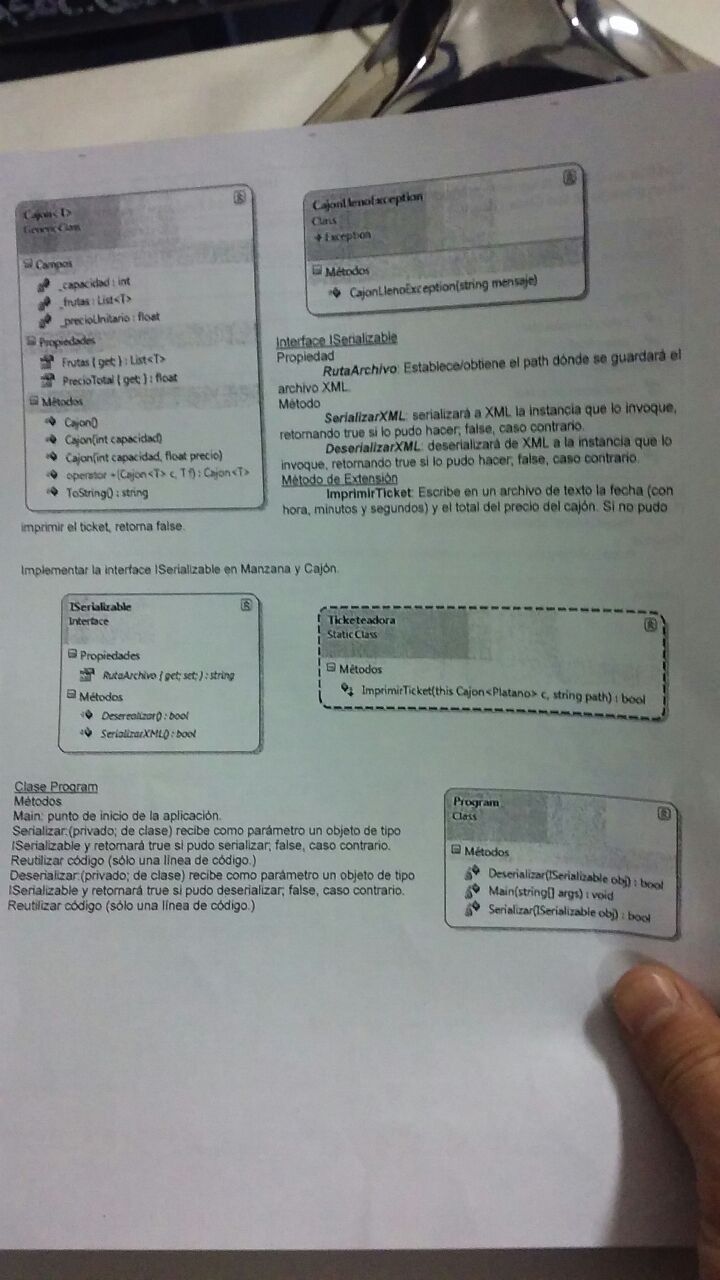 Cajon<T>
Generic Class
Campos
_capacidad : int
_frutas : List<T>
_precioUnitario : float
Propiedades
Frutas { get; } : List<T>
PrecioTotal { get; } : float
Métodos
Cajon()
Cajon(int capacidad)
Cajon(int capacidad, float precio)
operator +(Cajon<T> c, T f) : Cajon<T>
ToString() : string
CajonLlenoException
Class
Exception
Métodos
CajonLlenoException(string mensaje)
Interface ISerializable
Propiedad
RutaArchivo: Establece/obtiene el path dónde se guardará el
archivo XML.
Método
SerializarXML: serializará a XML la instancia que lo invoque,
retornando true si lo pudo hacer; false, caso contrario.
DeserializarXML: deserializará de XML a la instancia que lo
invoque, retornando true si lo pudo hacer; false, caso contrario.
Método de Extensión
ImprimirTicket: Escribe en un archivo de texto la fecha (con
hora, minutos y segundos) y el total del precio del cajón. Si no pudo
imprimir el ticket, retorna false.
Implementar la interface ISerializable en Manzana y Cajón.
ISerializable
Interface
Propiedades
RutaArchivo { get; set; } : string
Métodos
Deserealizar() : bool
SerializarXML() : bool
Ticketeadora
Static Class
Métodos
ImprimirTicket(this Cajon<Platano> c, string path) : bool
Clase Program
Métodos
Main: punto de inicio de la aplicación.
Serializar:(privado; de clase) recibe como parámetro un objeto de tipo
ISerializable y retornará true si pudo serializar; false, caso contrario.
Reutilizar código (sólo una línea de código.)
Deserializar:(privado; de clase) recibe como parámetro un objeto de tipo
ISerializable y retornará true si pudo deserializar; false, caso contrario.
Reutilizar código (sólo una línea de código.)
Program
Class
Métodos
Deserializar(ISerializable obj) : bool
Main(string[] args) : void
Serializar(ISerializable obj) : bool